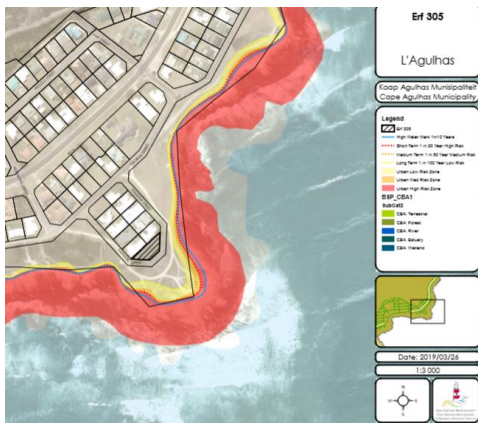 Erf 305
L'Agulhas
Kaap Agulhas Munisipaliteit
Cape Agulhas Municipality
Legend
Erf 305
High Water Mark 1in10 Years
Short Term 1 in 20 Year High Risk
Medium Term 1 in 50 Year Medium Risk
Long Term 1 in 100 Year Low Risk
Urban Low Risk Zone
Urban Med Risk Zone
Urban High Risk Zone
BSP_CBA1
SubCat2
CBA: Terrestrial
CBA: Forest
CBA: River
CBA: Estuary
CBA: Wetland
Date: 2019/03/26
1:3 000
N
W
E
S